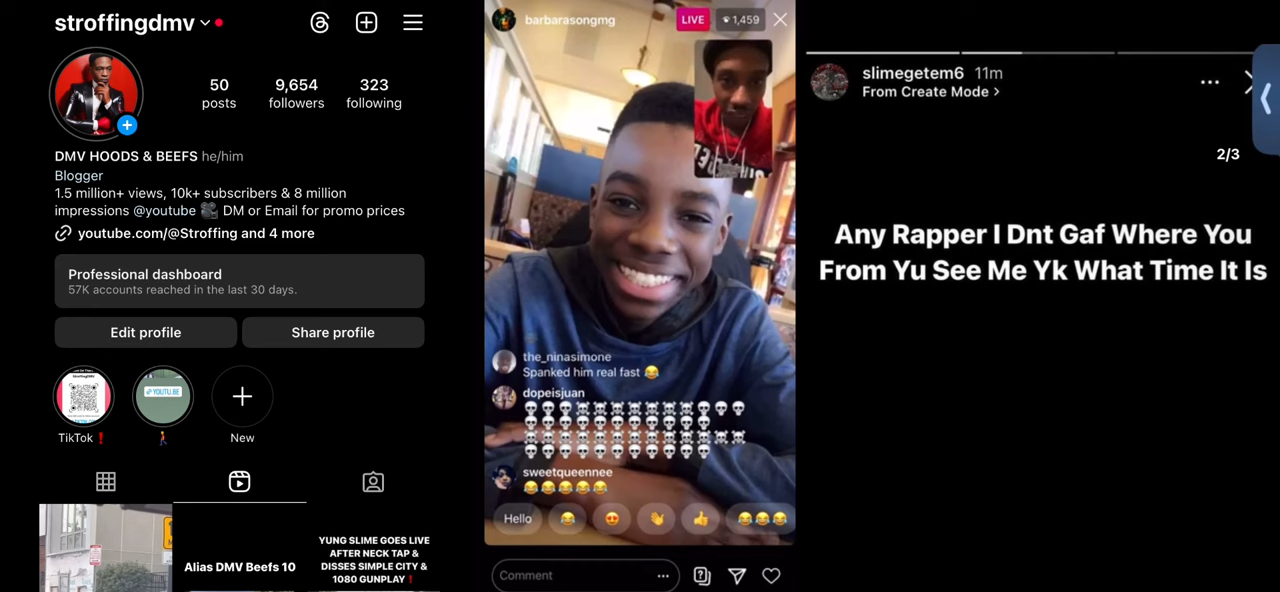 stroffingdmv
50
posts
9,654
followers
323
following
DMV HOODS & BEEFS he/him
Blogger
1.5 million+ views, 10k+ subscribers & 8 million
impressions @youtube 🎥 DM or Email for promo prices
youtube.com/@Stroffing and 4 more
Professional dashboard
57K accounts reached in the last 30 days.
Edit profile
Share profile
YOUTU.BE
TikTok❗
🚶
New
Alias DMV Beefs 10
YUNG SLIME GOES LIVE
AFTER NECK TAP &
DISSES SIMPLE CITY &
1080 GUNPLAY❗
barbarasongmg
LIVE
1,459
the_ninasimone
Spanked him real fast 😂
dopeisjuan
💀💀💀☠☠☠☠☠☠☠💀💀💀
💀💀💀☠☠☠☠☠💀💀💀
☠💀💀☠☠☠☠☠💀💀💀☠☠
💀💀💀💀💀💀💀💀💀💀💀
sweetqueennee
😂😂😂😂😂
Hello
😂
😍
👋
👍
😂😂😂
Comment
slimegetem6 11m
From Create Mode >
2/3
Any Rapper I Dnt Gaf Where You
From Yu See Me Yk What Time It Is